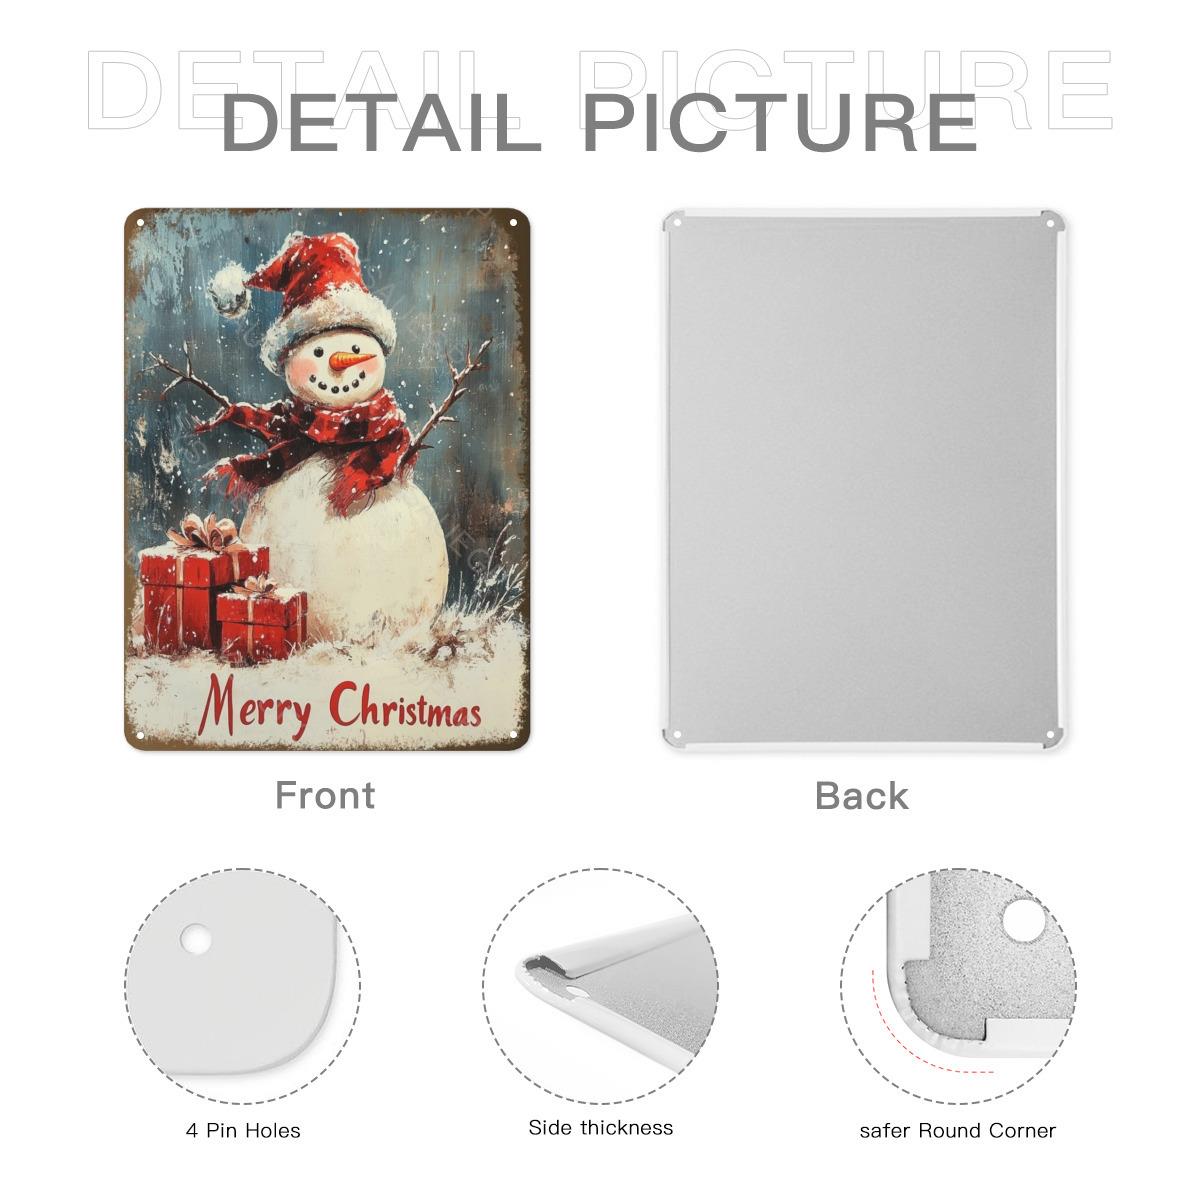 DETAIL PICTURE
DETAIL PICTURE
Merry Christmas
Front
Back
4 Pin Holes
Side thickness
safer Round Corner